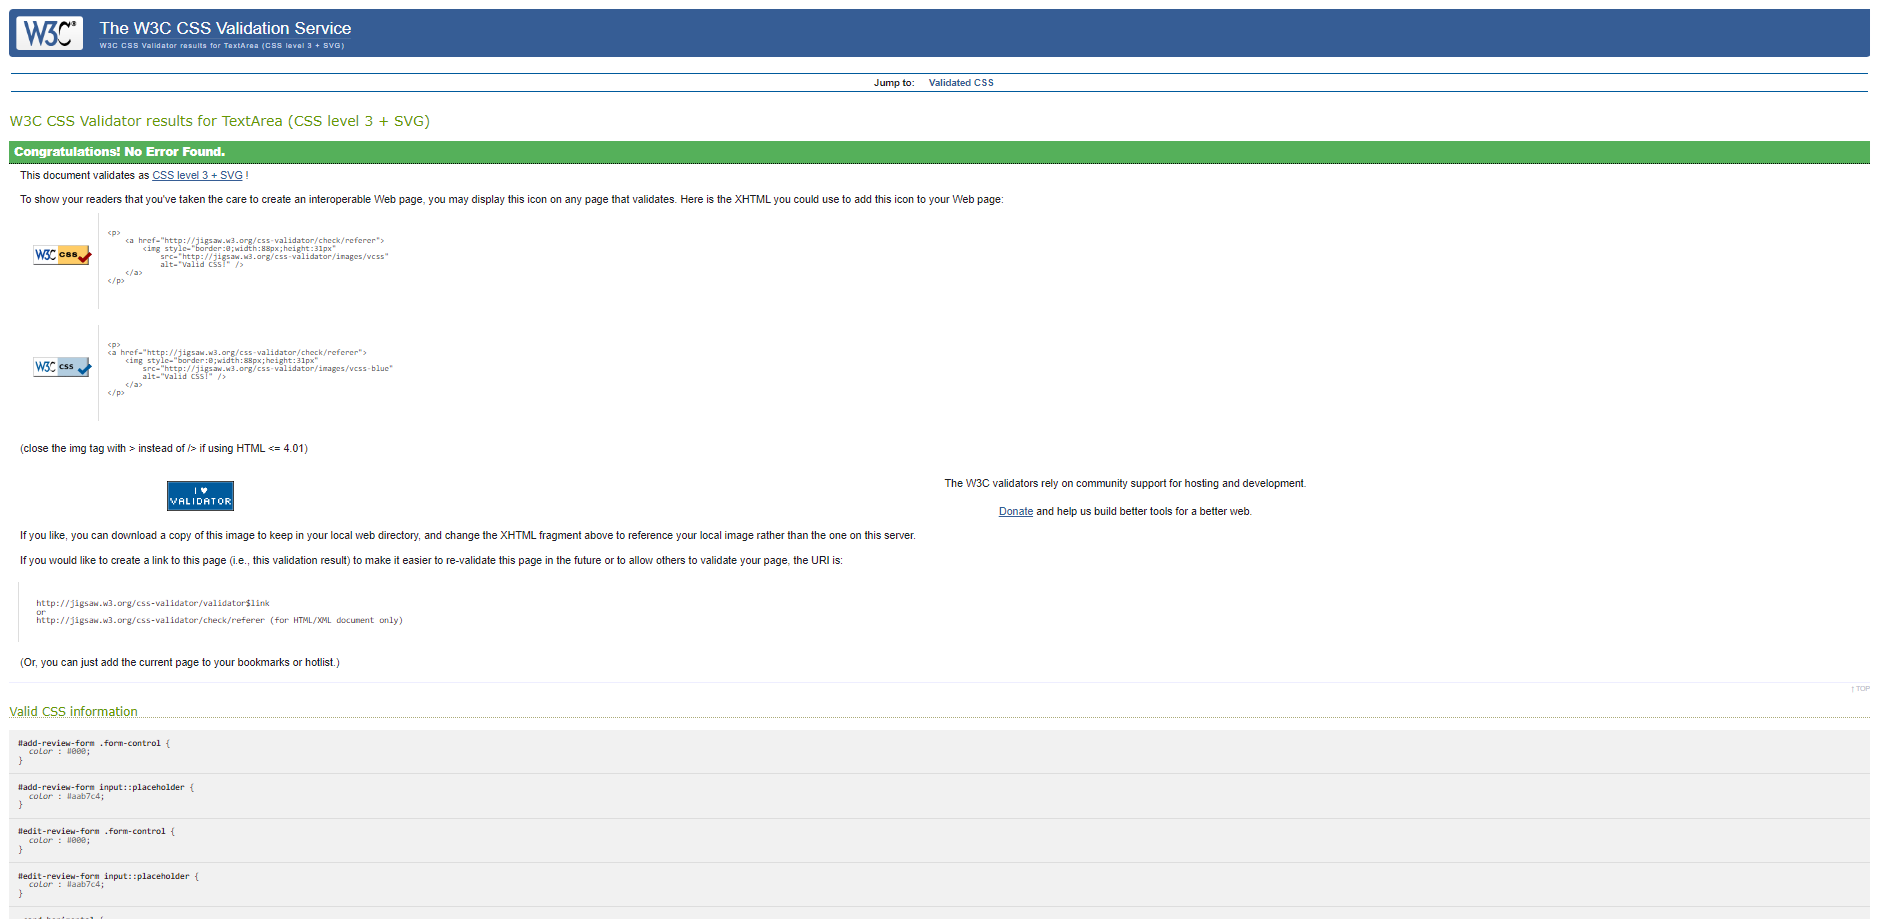 W3C®
The W3C CSS Validation Service
W3C CSS Validator results for TextArea (CSS level 3 + SVG)
Jump to: Validated CSS
W3C CSS Validator results for TextArea (CSS level 3 + SVG)
Congratulations! No Error Found.
This document validates as CSS level 3 + SVG !
To show your readers that you've taken the care to create an interoperable Web page, you may display this icon on any page that validates. Here is the XHTML you could use to add this icon to your Web page:
W3C css
<p>
<a href="http://jigsaw.w3.org/css-validator/check/referer">
<img style="border:0;width:88px;height:31px"
src="http://jigsaw.w3.org/css-validator/images/vcss"
alt="Valid CSS!" />
</a>
</p>
W3C css
<p>
<a href="http://jigsaw.w3.org/css-validator/check/referer">
<img style="border:0;width:88px;height:31px"
src="http://jigsaw.w3.org/css-validator/images/vcss-blue"
alt="Valid CSS!" />
</a>
</p>
(close the img tag with > instead of /> if using HTML <= 4.01)
I ♥
VALIDATOR
The W3C validators rely on community support for hosting and development.
Donate and help us build better tools for a better web.
If you like, you can download a copy of this image to keep in your local web directory, and change the XHTML fragment above to reference your local image rather than the one on this server.
If you would like to create a link to this page (i.e., this validation result) to make it easier to re-validate this page in the future or to allow others to validate your page, the URI is:
http://jigsaw.w3.org/css-validator/validator$link
or
http://jigsaw.w3.org/css-validator/check/referer (for HTML/XML document only)
(Or, you can just add the current page to your bookmarks or hotlist.)
↑ TOP
Valid CSS information
#add-review-form .form-control {
color : #000;
}
#add-review-form input::placeholder {
color : #aab7c4;
}
#edit-review-form .form-control {
color : #000;
}
#edit-review-form input::placeholder {
color : #aab7c4;
}